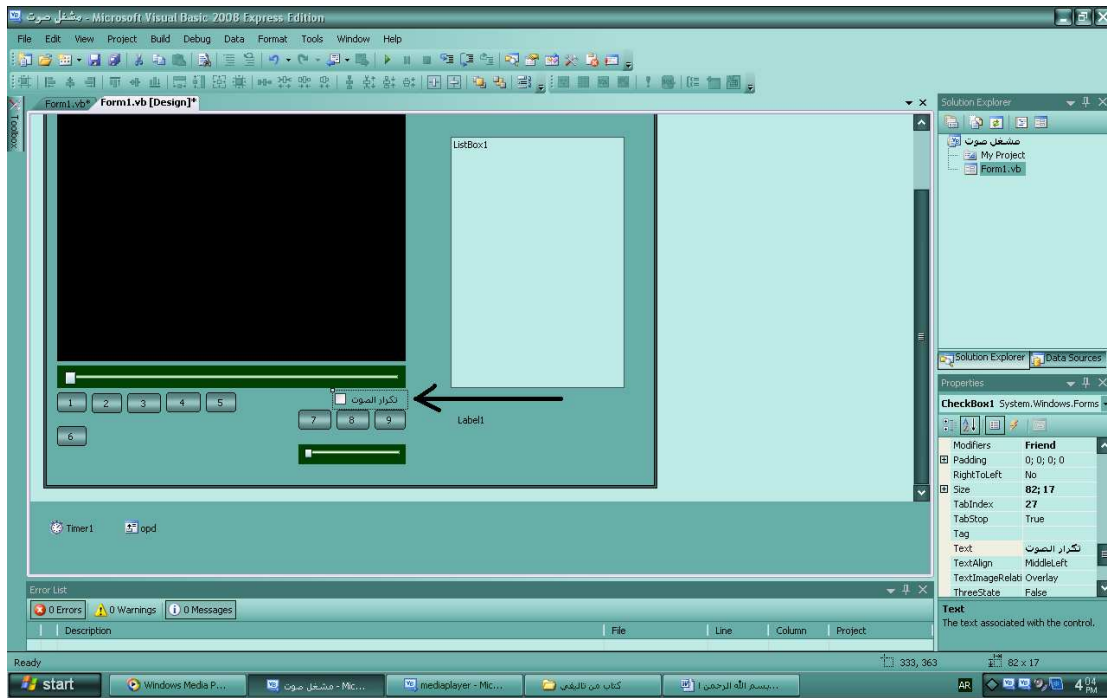 مشغل صوت - Microsoft Visual Basic 2008 Express Edition
File Edit View Project Build Debug Data Format Tools Window Help
Toolbox
Form1.vb* Form1.vb [Design]*
ListBox1
تكرار الصوت
1 2 3 4 5
7 8 9
Label1
6
Timer1 opd
Solution Explorer
مشغل صوت
My Project
Form1.vb
Solution Explorer Data Sources
Properties
CheckBox1 System.Windows.Forms
Modifiers Friend
Padding 0; 0; 0; 0
RightToLeft No
Size 82; 17
TabIndex 27
TabStop True
Tag
Text تكرار الصوت
TextAlign MiddleLeft
TextImageRelati Overlay
ThreeState False
Text
The text associated with the control.
Error List
0 Errors 0 Warnings 0 Messages
Description File Line Column Project
Ready 333, 363 82 x 17
start Windows Media P... مشغل صوت - Mic... mediaplayer - Mic... كتاب من تاليفي بسم الله الرحمن ا... AR 4 04 PM